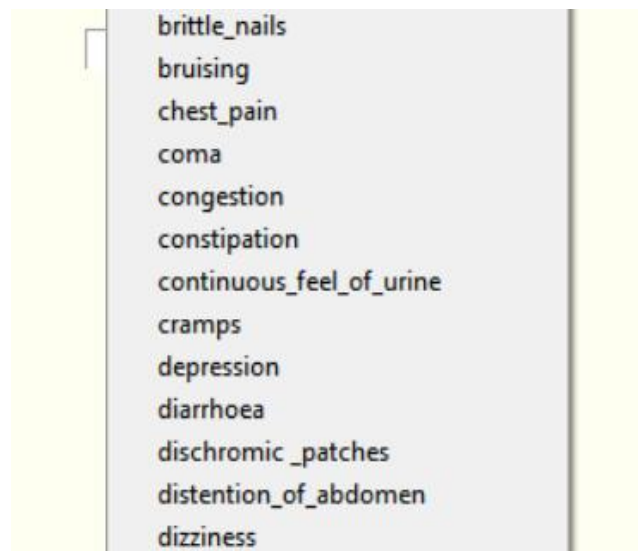 brittle_nails
bruising
chest_pain
coma
congestion
constipation
continuous_feel_of_urine
cramps
depression
diarrhoea
dischromic _patches
distention_of_abdomen
dizziness